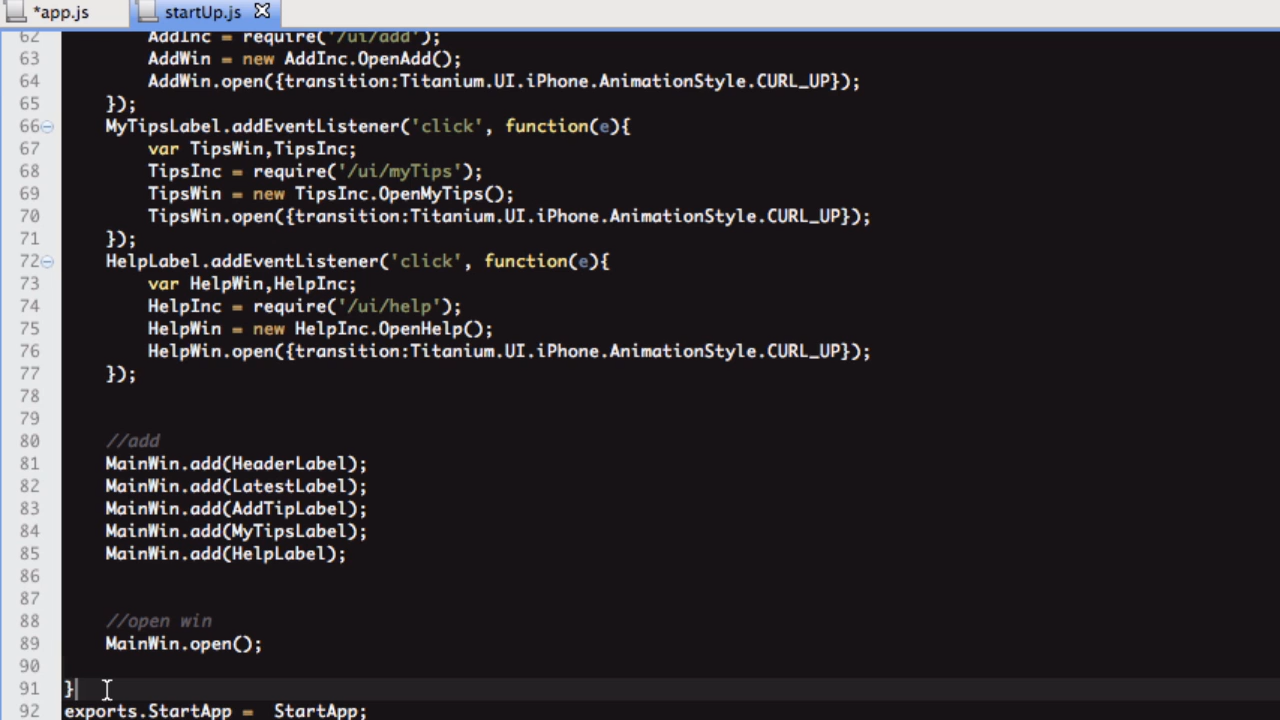 *app.js startUp.js
62 AddInc = require('/ui/add');
63 AddWin = new AddInc.OpenAdd();
64 AddWin.open({transition:Titanium.UI.iPhone.AnimationStyle.CURL_UP});
65 });
66 MyTipsLabel.addEventListener('click', function(e){
67 var TipsWin,TipsInc;
68 TipsInc = require('/ui/myTips');
69 TipsWin = new TipsInc.OpenMyTips();
70 TipsWin.open({transition:Titanium.UI.iPhone.AnimationStyle.CURL_UP});
71 });
72 HelpLabel.addEventListener('click', function(e){
73 var HelpWin,HelpInc;
74 HelpInc = require('/ui/help');
75 HelpWin = new HelpInc.OpenHelp();
76 HelpWin.open({transition:Titanium.UI.iPhone.AnimationStyle.CURL_UP});
77 });
78
79
80 //add
81 MainWin.add(HeaderLabel);
82 MainWin.add(LatestLabel);
83 MainWin.add(AddTipLabel);
84 MainWin.add(MyTipsLabel);
85 MainWin.add(HelpLabel);
86
87
88 //open win
89 MainWin.open();
90
91 }
92 exports.StartApp =  StartApp;